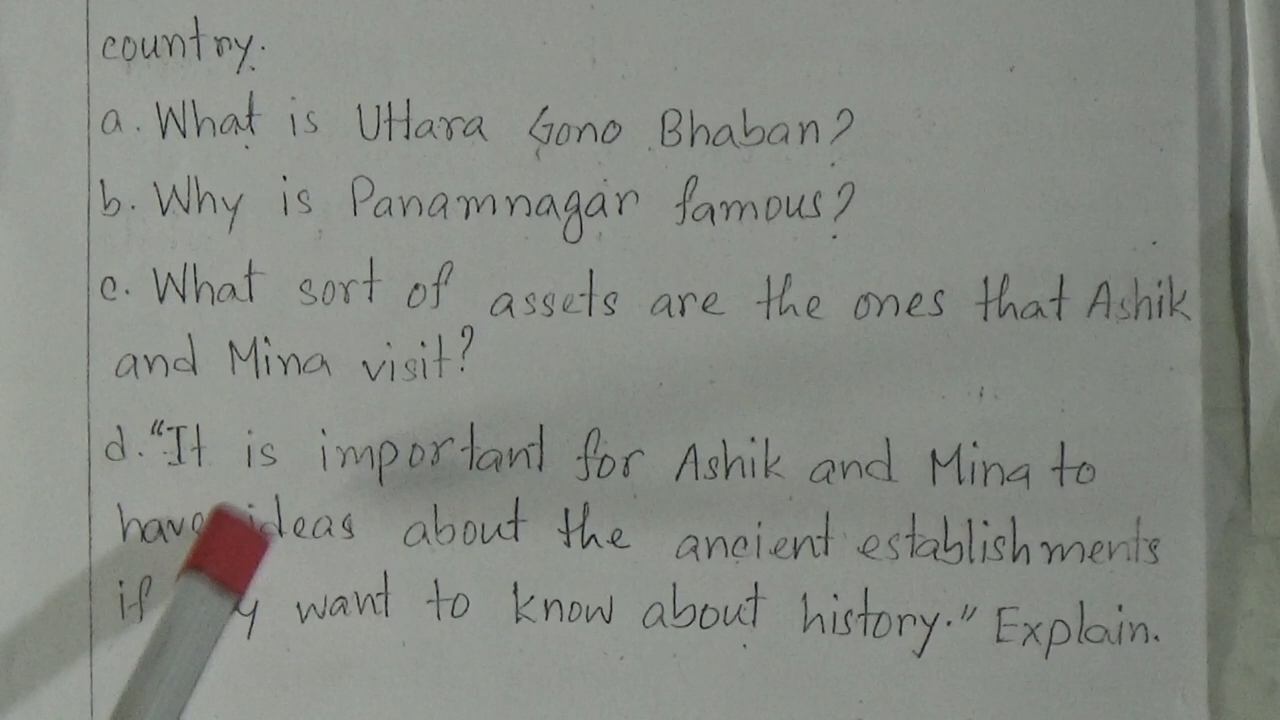 country.
a. What is Uttara Gono Bhaban?
b. Why is Panamnagar famous?
c. What sort of assets are the ones that Ashik
and Mina visit?
d. "It is important for Ashik and Mina to
have ideas about the ancient establishments
if want to know about history." Explain.